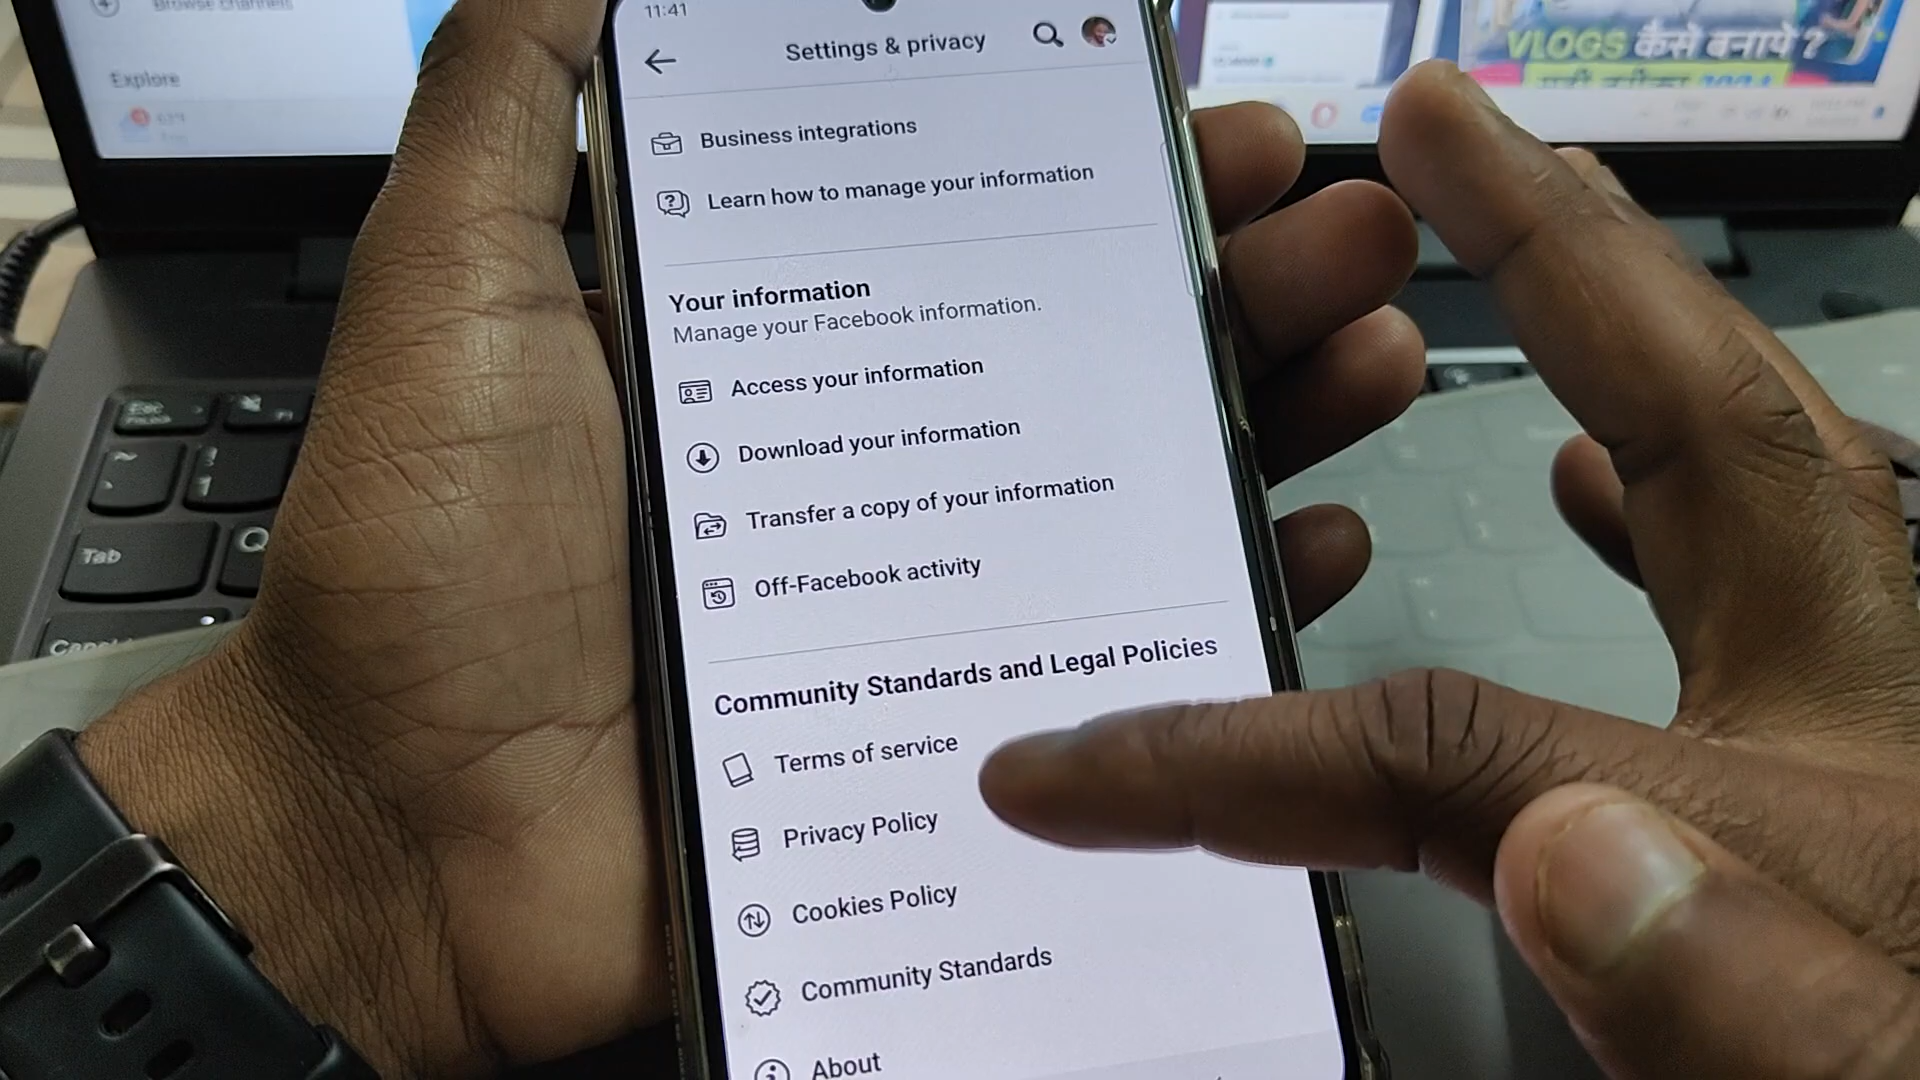 Browse channels
Explore
VLOGS कैसे बनाये ?
11:41
Settings & privacy
Business integrations
Learn how to manage your information
Your information
Manage your Facebook information.
Access your information
Download your information
Transfer a copy of your information
Off-Facebook activity
Community Standards and Legal Policies
Terms of service
Privacy Policy
Cookies Policy
Community Standards
About
Esc
Tab
Q